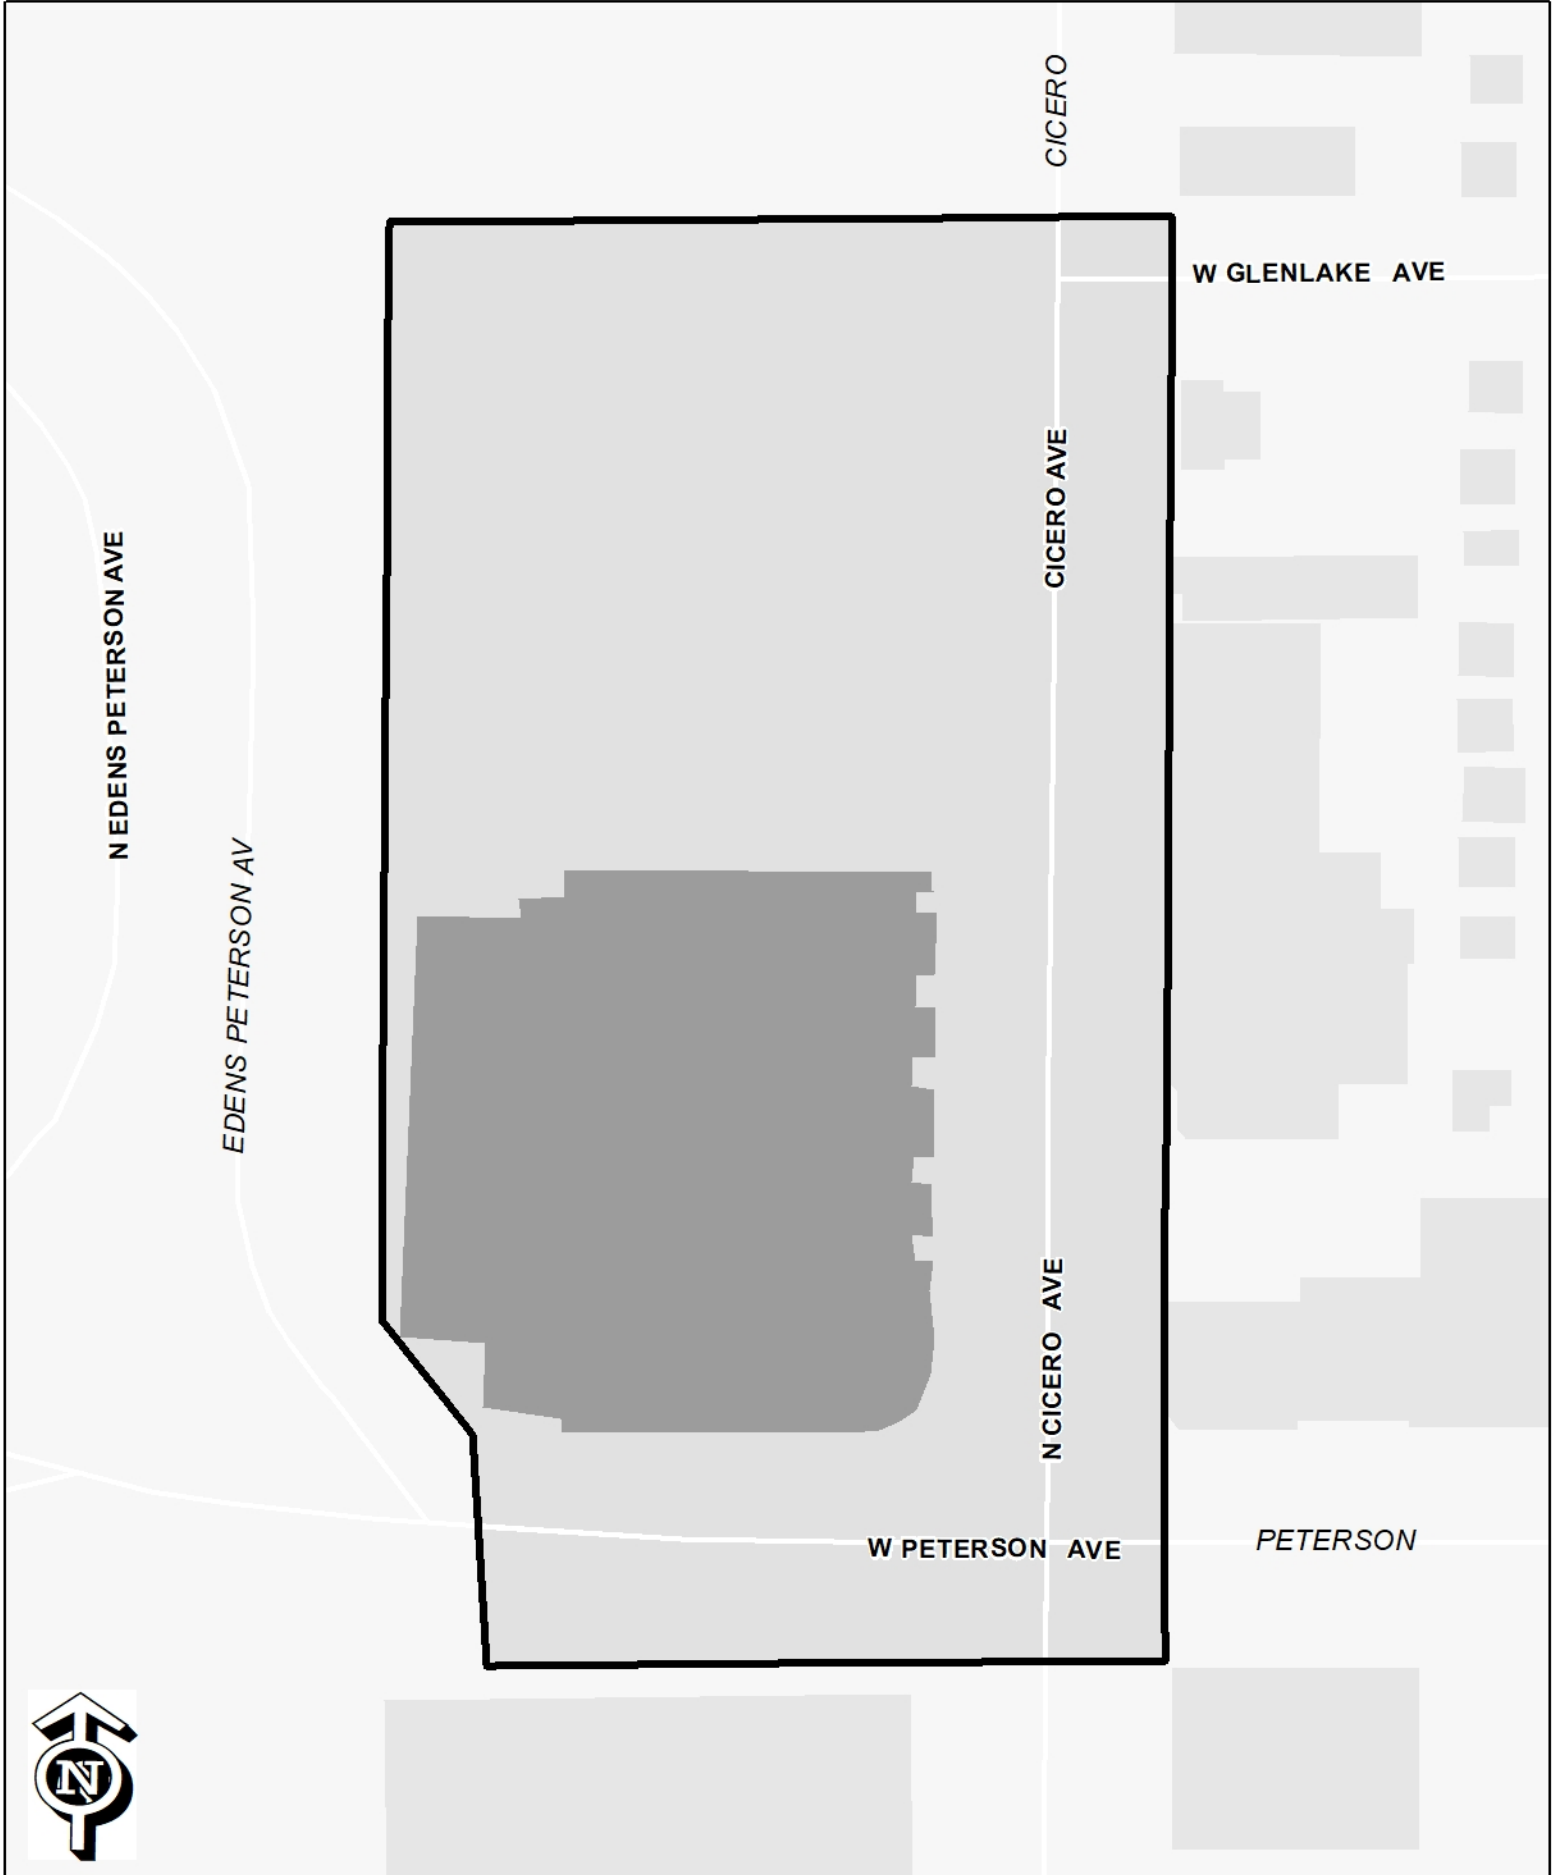 CICERO
W GLENLAKE AVE
CICERO AVE
N EDENS PETERSON AVE
EDENS PETERSON AV
N CICERO AVE
W PETERSON AVE
PETERSON
N